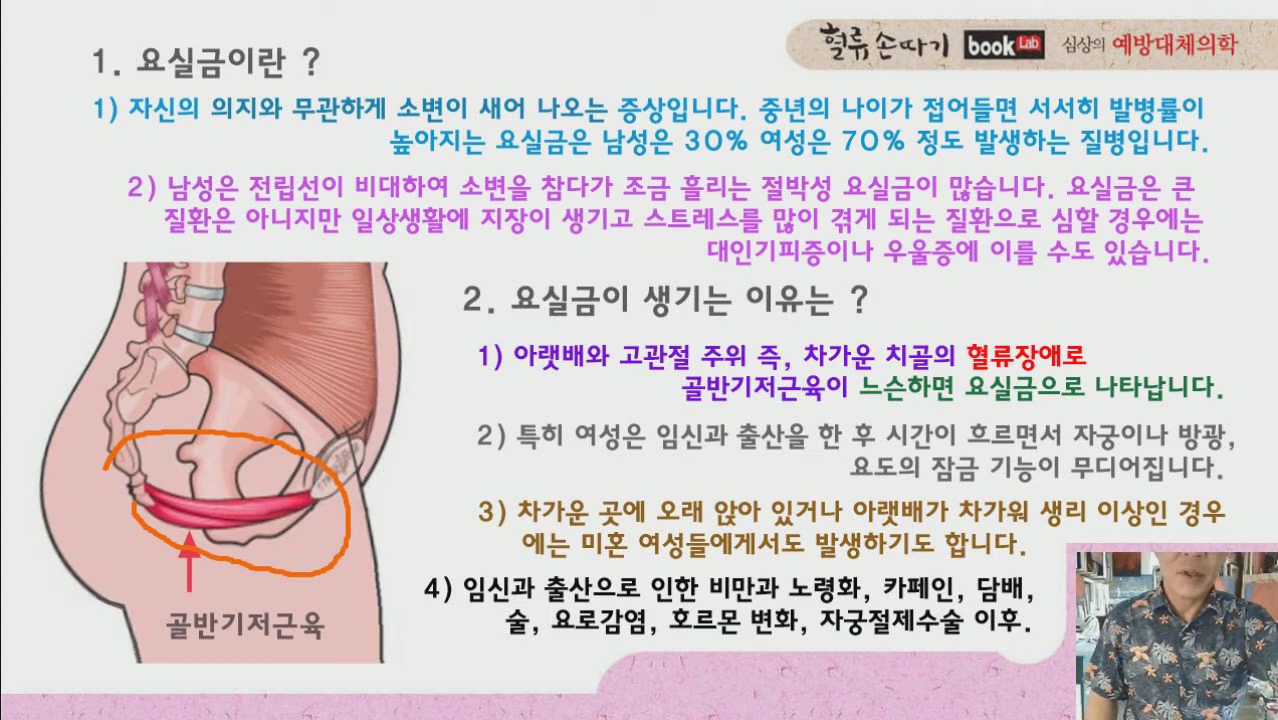 혈류 손따기 book Lab 심상의 예방대체의학
1. 요실금이란 ?
1) 자신의 의지와 무관하게 소변이 새어 나오는 증상입니다. 중년의 나이가 접어들면 서서히 발병률이
높아지는 요실금은 남성은 30% 여성은 70% 정도 발생하는 질병입니다.
2) 남성은 전립선이 비대하여 소변을 참다가 조금 흘리는 절박성 요실금이 많습니다. 요실금은 큰
질환은 아니지만 일상생활에 지장이 생기고 스트레스를 많이 겪게 되는 질환으로 심할 경우에는
대인기피증이나 우울증에 이를 수도 있습니다.
2. 요실금이 생기는 이유는 ?
1) 아랫배와 고관절 주위 즉, 차가운 치골의 혈류장애로
골반기저근육이 느슨하면 요실금으로 나타납니다.
2) 특히 여성은 임신과 출산을 한 후 시간이 흐르면서 자궁이나 방광,
요도의 잠금 기능이 무디어집니다.
3) 차가운 곳에 오래 앉아 있거나 아랫배가 차가워 생리 이상인 경우
에는 미혼 여성들에게서도 발생하기도 합니다.
4) 임신과 출산으로 인한 비만과 노령화, 카페인, 담배,
술, 요로감염, 호르몬 변화, 자궁절제수술 이후.
골반기저근육